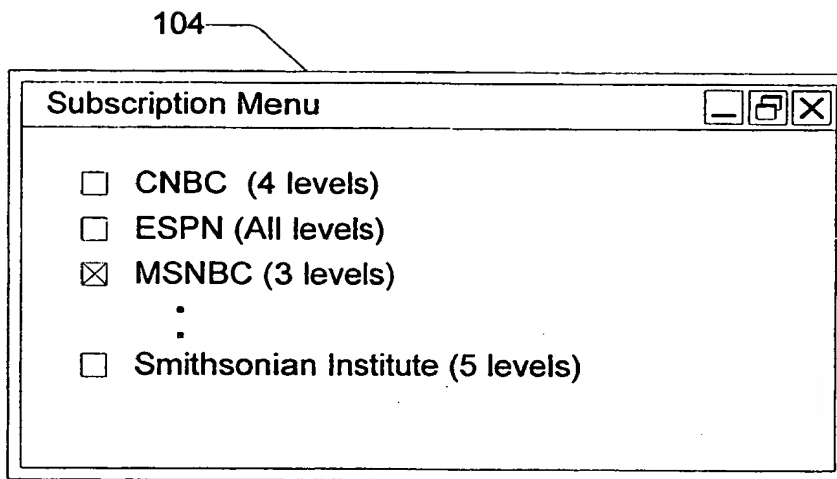 104
Subscription Menu
CNBC (4 levels)
ESPN (All levels)
MSNBC (3 levels)
Smithsonian Institute (5 levels)